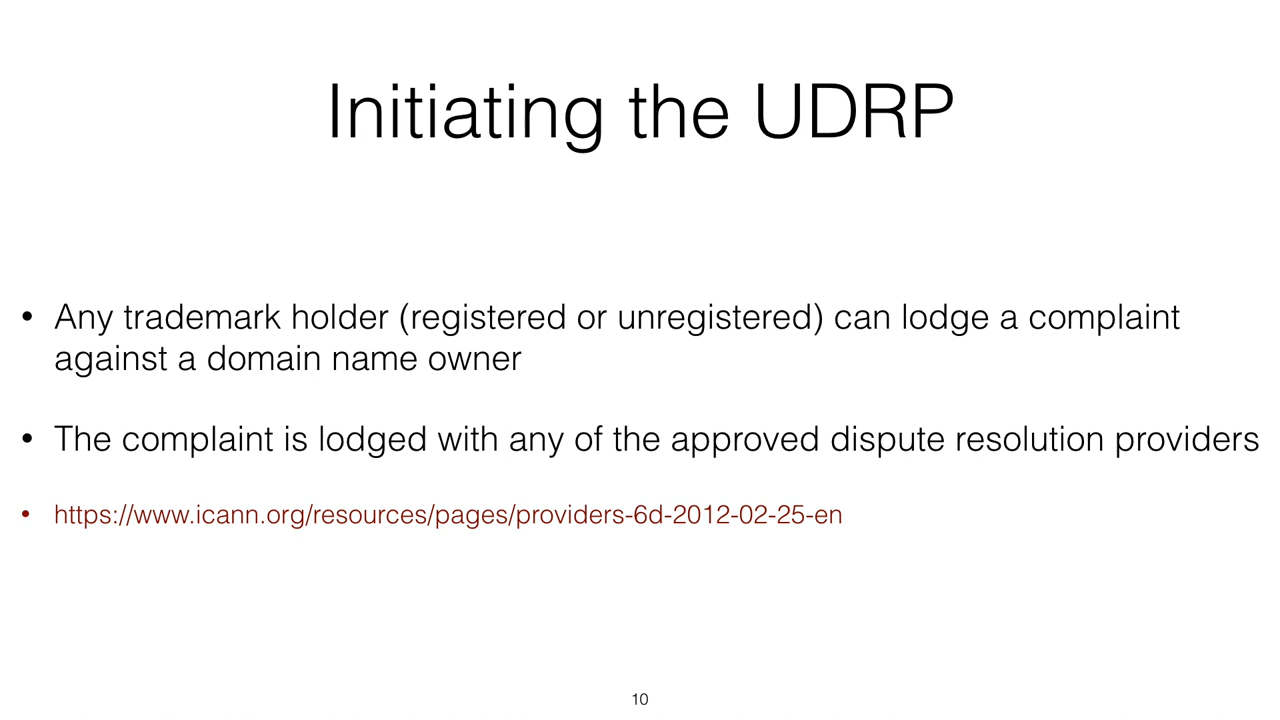 Initiating the UDRP
• Any trademark holder (registered or unregistered) can lodge a complaint
against a domain name owner
• The complaint is lodged with any of the approved dispute resolution providers
• https://www.icann.org/resources/pages/providers-6d-2012-02-25-en
10